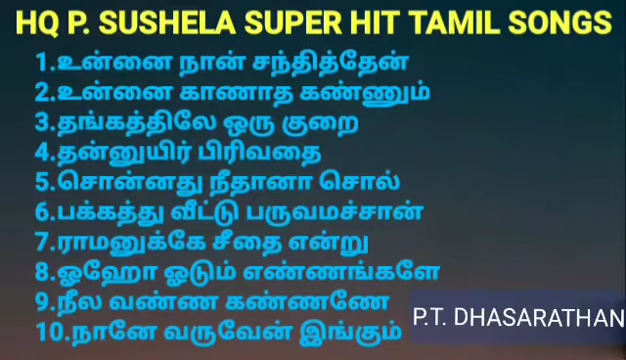 HQ P. SUSHELA SUPER HIT TAMIL SONGS
1.உன்னை நான் சந்தித்தேன்
2.உன்னை காணாத கண்ணும்
3.தங்கத்திலே ஒரு குறை
4.தன்னுயிர் பிரிவதை
5.சொன்னது நீதானா சொல்
6.பக்கத்து வீட்டு பருவமச்சான்
7.ராமனுக்கே சீதை என்று
8.ஓஹோ ஓடும் எண்ணங்களே
9.நீல வண்ண கண்ணணே
10.நானே வருவேன் இங்கும்
P.T. DHASARATHAN